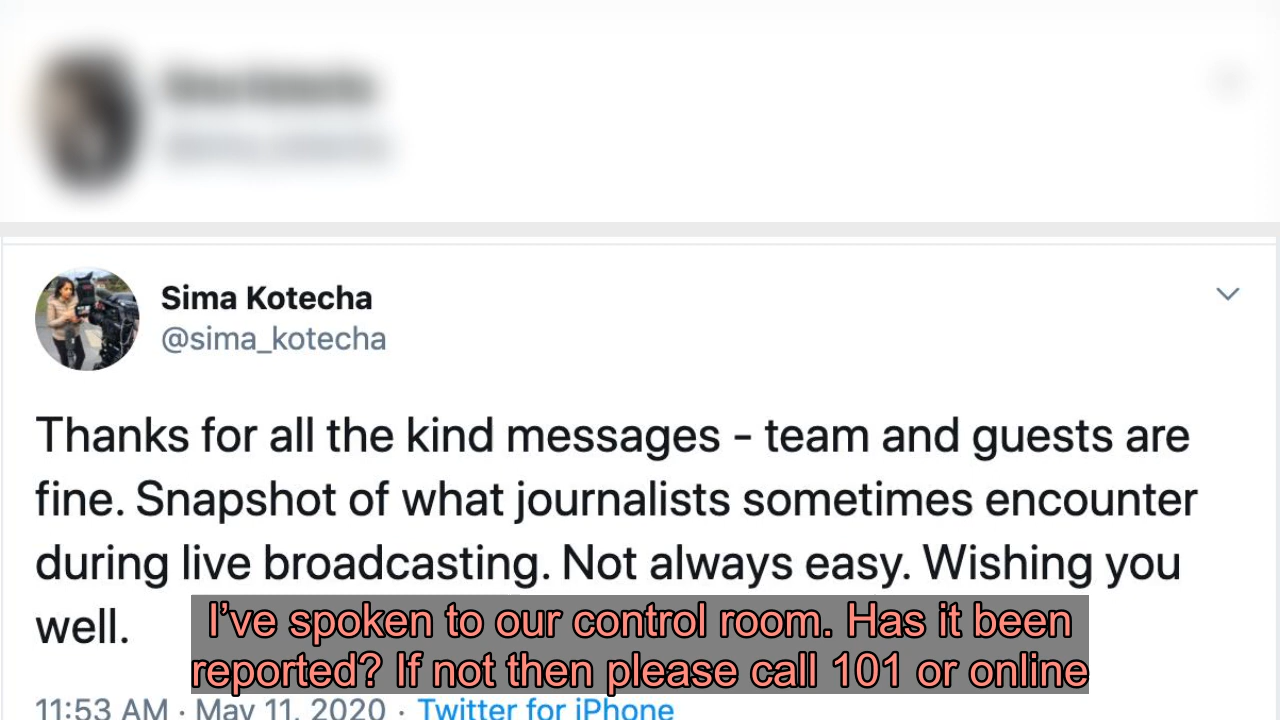 Sima Kotecha
@sima_kotecha
Thanks for all the kind messages - team and guests are
fine. Snapshot of what journalists sometimes encounter
during live broadcasting. Not always easy. Wishing you
well.
I’ve spoken to our control room. Has it been
reported? If not then please call 101 or online
11:53 AM · May 11, 2020 · Twitter for iPhone